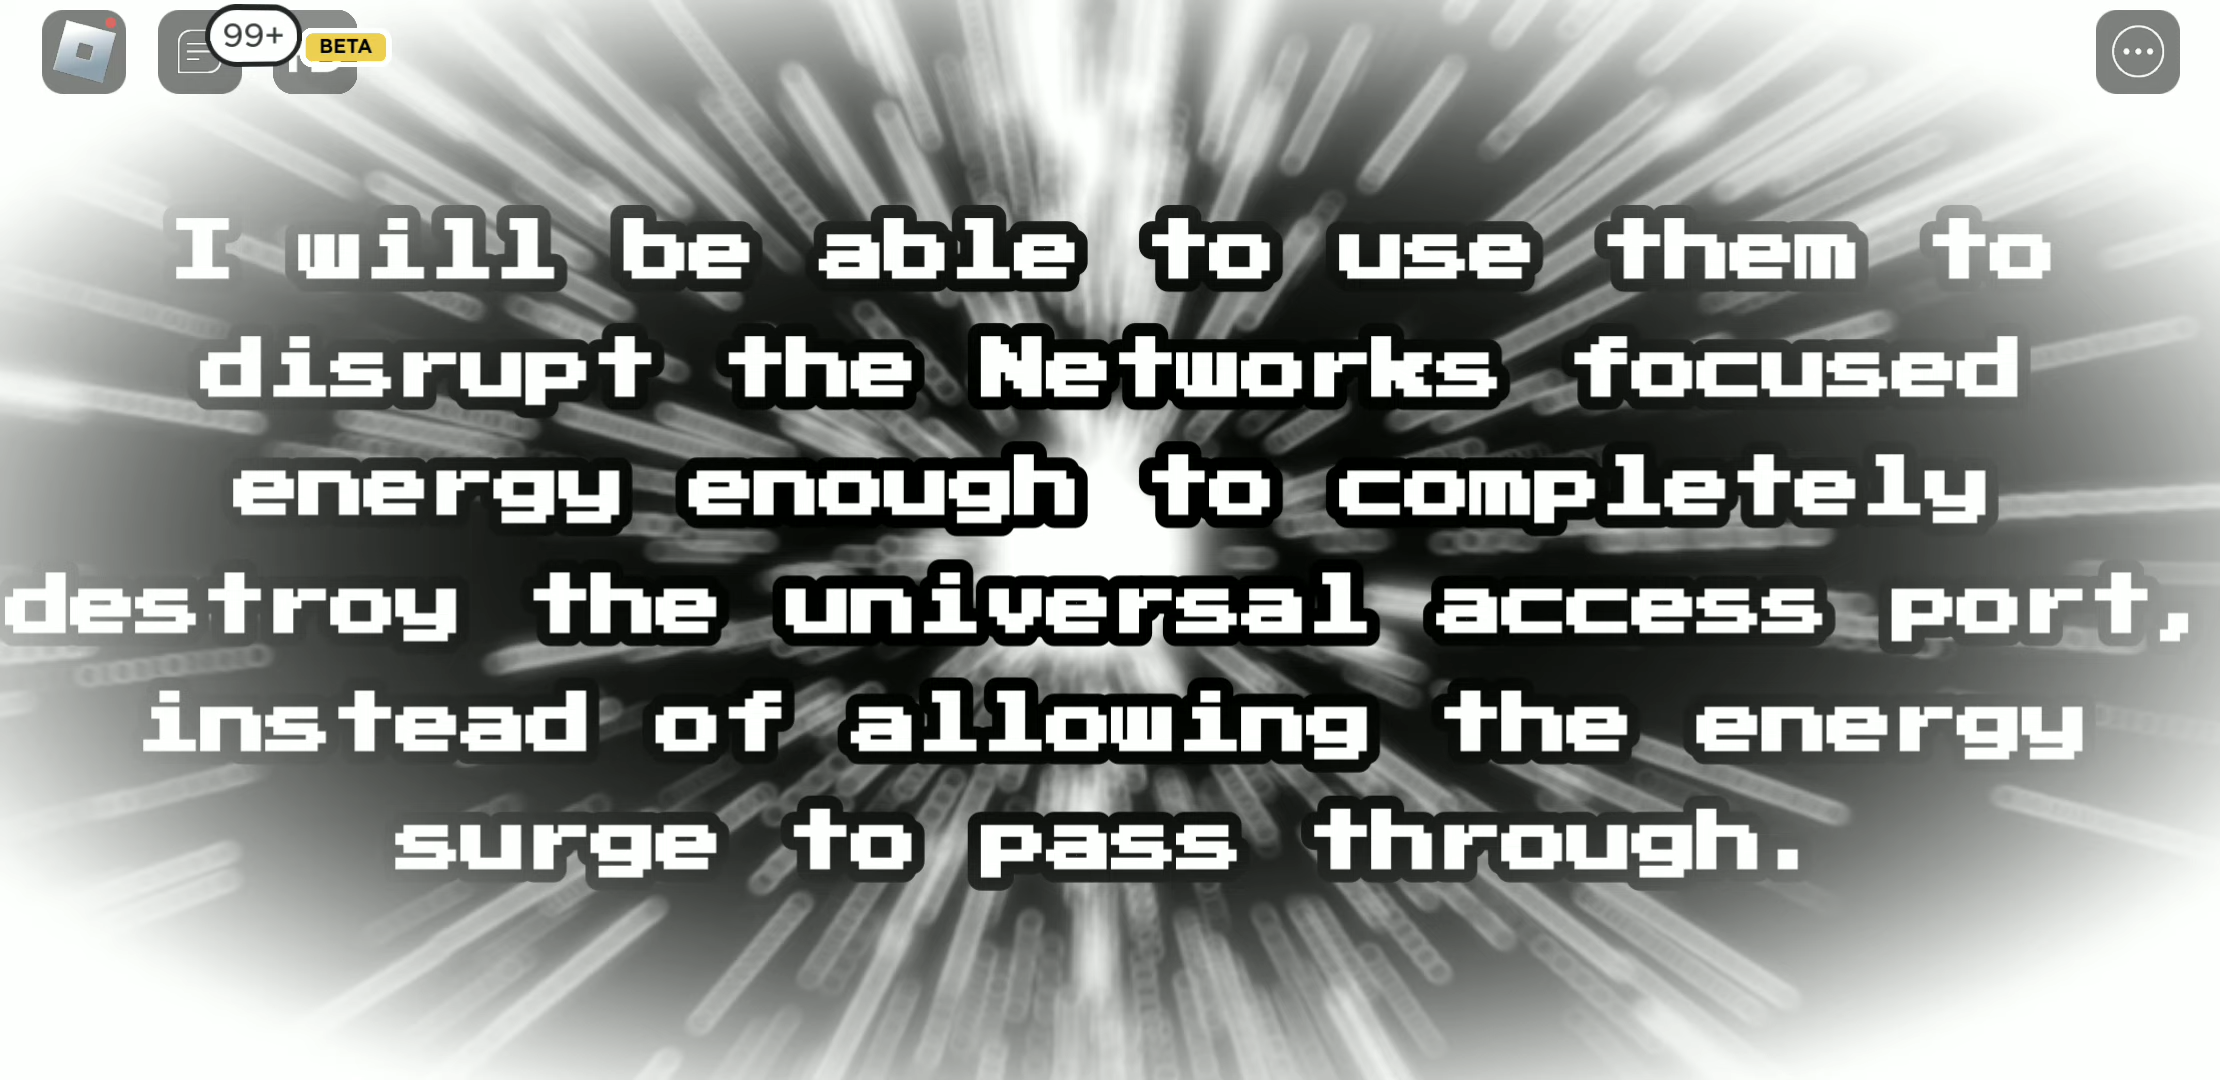 99+
BETA
I will be able to use them to
disrupt the Networks focused
energy enough to completely
destroy the universal access port,
instead of allowing the energy
surge to pass through.